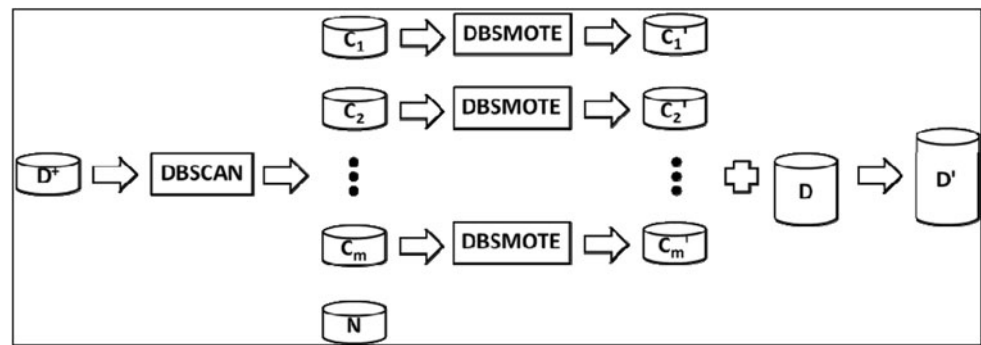 C₁ DBSMOTE C₁'
C₂ DBSMOTE C₂'
D⁺ DBSCAN D D'
Cₘ DBSMOTE Cₘ'
N